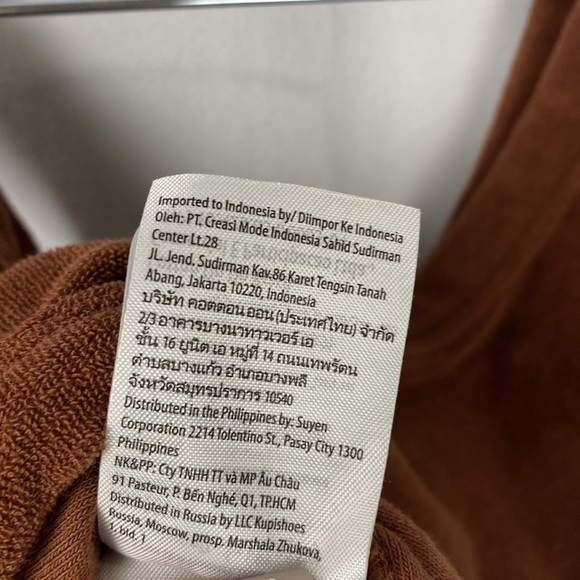 Imported to Indonesia by/ Diimpor Ke Indonesia
Oleh: PT. Creasi Mode Indonesia Sahid Sudirman
Center Lt.28
JL. Jend. Sudirman Kav.86 Karet Tengsin Tanah
Abang, Jakarta 10220, Indonesia
บริษัท คอตตอน ออน (ประเทศไทย) จำกัด
2/3 อาคารบางนาทาวเวอร์ เอ
ชั้น 16 ยูนิต เอ หมู่ที่ 14 ถนนเทพรัตน
ตำบลบางแก้ว อำเภอบางพลี
จังหวัดสมุทรปราการ 10540
Distributed in the Philippines by: Suyen
Corporation 2214 Tolentino St., Pasay City 1300
Philippines
NK&PP: Cty TNHH TT và MP Âu Châu
91 Pasteur, P. Bến Nghé, Q1, TP.HCM
Distributed in Russia by LLC Kupishoes
Russia, Moscow, prosp. Marshala Zhukova,
1, bld. 1